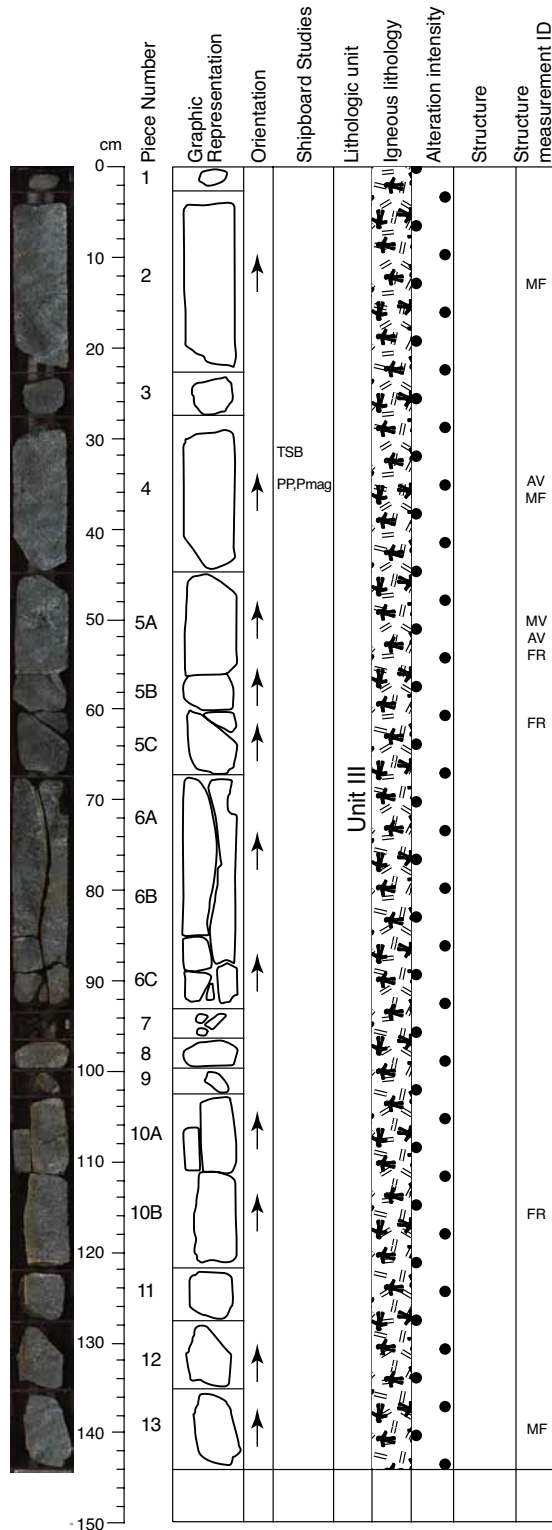 cm
Piece Number
Graphic
Representation
Orientation
Shipboard Studies
Lithologic unit
Igneous lithology
Alteration intensity
Structure
Structure
measurement ID
0
1
10
2
MF
20
3
30
TSB
4
PP,Pmag
AV
MF
40
50
5A
MV
AV
FR
5B
60
FR
5C
70
6A
Unit III
80
6B
90
6C
7
8
100
9
10A
110
10B
FR
120
11
130
12
13
MF
140
150